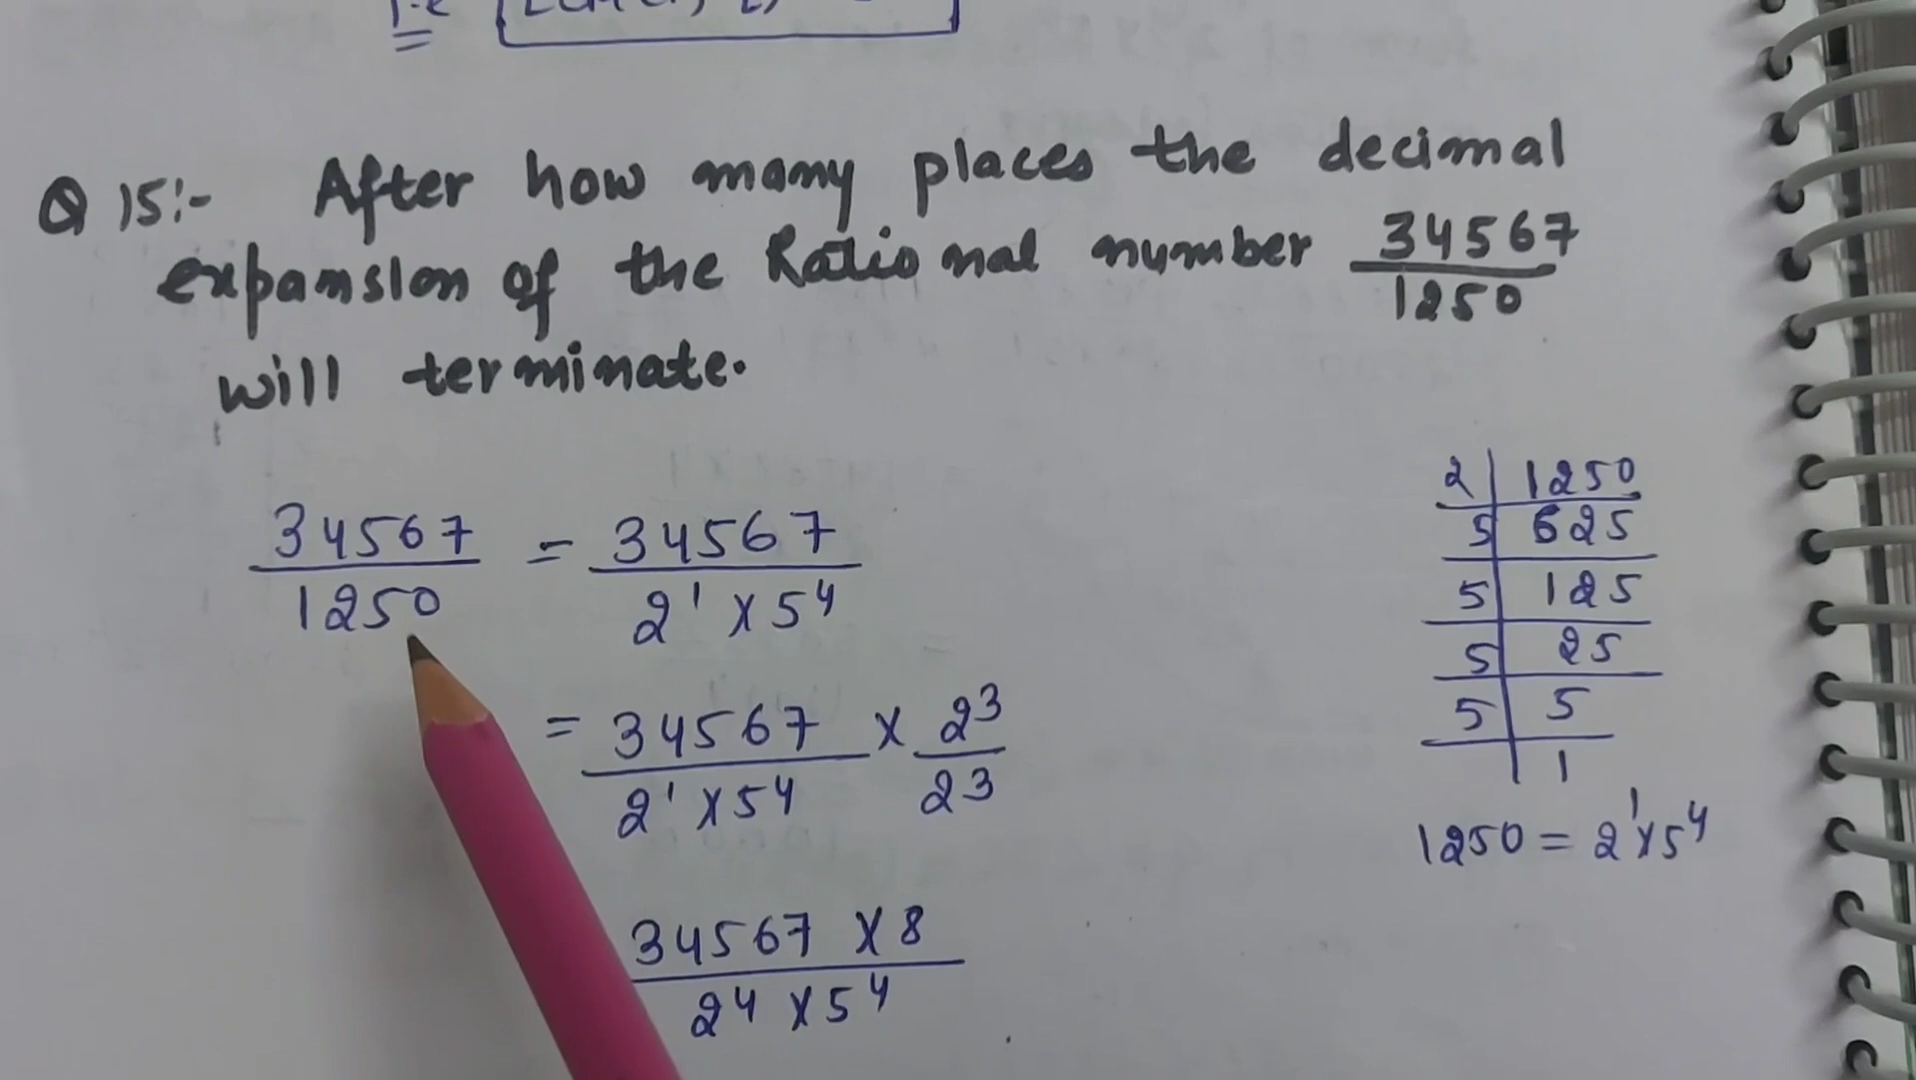 Q 15:- After how many places the decimal
expansion of the Rational number 34567/1250
will terminate.
34567/1250 = 34567/2¹ x 5⁴
= 34567/2¹ x 5⁴ x 2³/2³
34567 x 8/2⁴ x 5⁴
2 | 1250
5 | 625
5 | 125
5 | 25
5 | 5
| 1
1250 = 2¹ x 5⁴